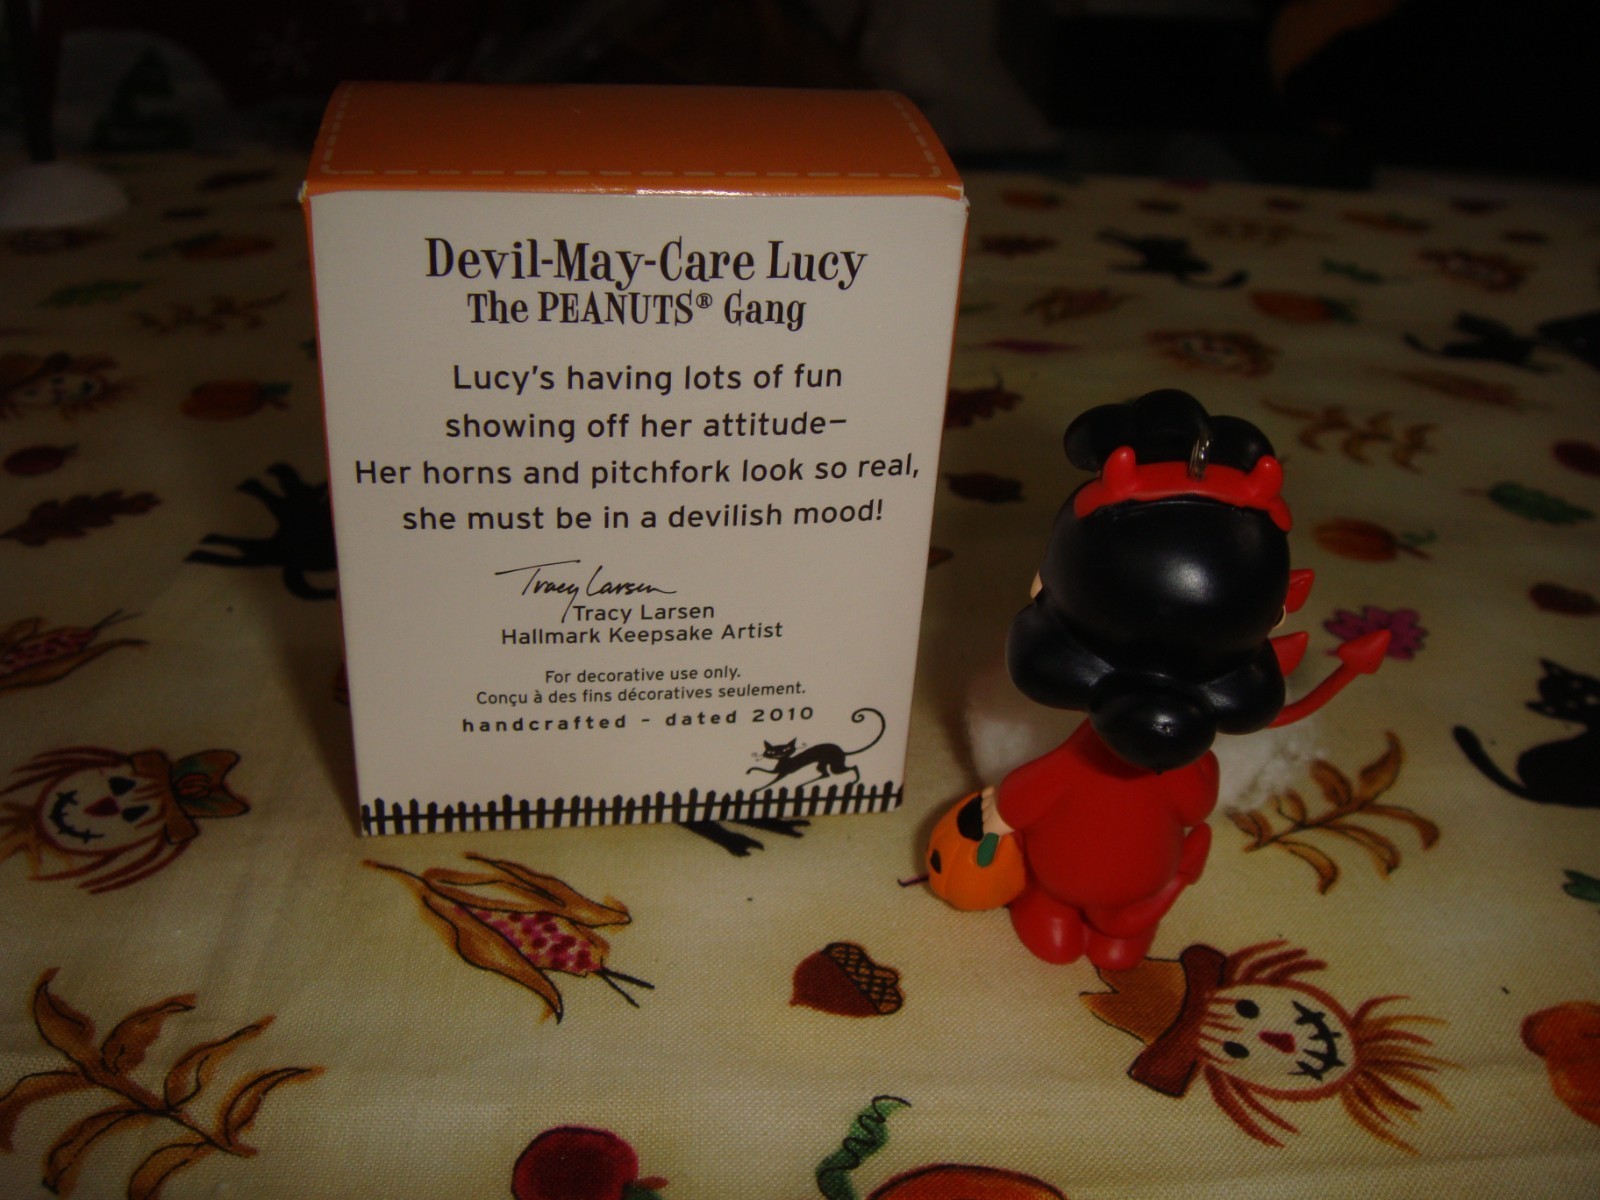 Devil-May-Care Lucy
The PEANUTS® Gang
Lucy's having lots of fun
showing off her attitude–
Her horns and pitchfork look so real,
she must be in a devilish mood!
Tracy Larsen
Tracy Larsen
Hallmark Keepsake Artist
For decorative use only.
Conçu à des fins décoratives seulement.
handcrafted - dated 2010